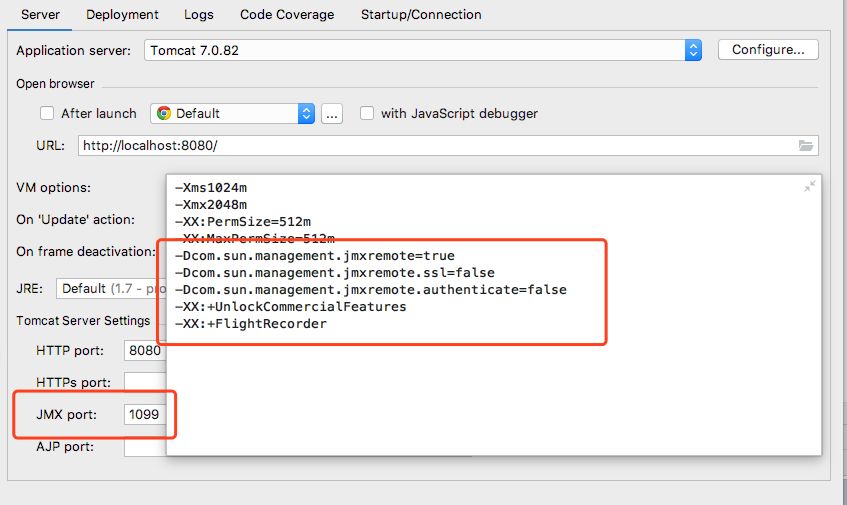 Server Deployment Logs Code Coverage Startup/Connection
Application server: Tomcat 7.0.82 Configure...
Open browser
After launch Default ... with JavaScript debugger
URL: http://localhost:8080/
VM options:
-Xms1024m
-Xmx2048m
-XX:PermSize=512m
-XX:MaxPermSize=512m
-Dcom.sun.management.jmxremote=true
-Dcom.sun.management.jmxremote.ssl=false
-Dcom.sun.management.jmxremote.authenticate=false
-XX:+UnlockCommercialFeatures
-XX:+FlightRecorder
On 'Update' action:
On frame deactivation:
JRE: Default (1.7 - pro
Tomcat Server Settings
HTTP port: 8080
HTTPs port:
JMX port: 1099
AJP port: